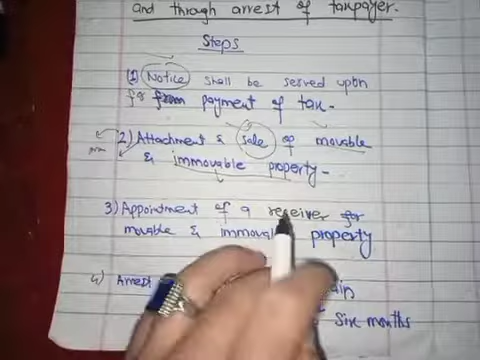 and through arrest of taxpayer.
Steps
(1) Notice shall be served upon
for from payment of tax.
2) Attachment & sale of movable
& immovable property.
3) Appointment of a receiver for
movable & immovable property
4) Arrest
Six months